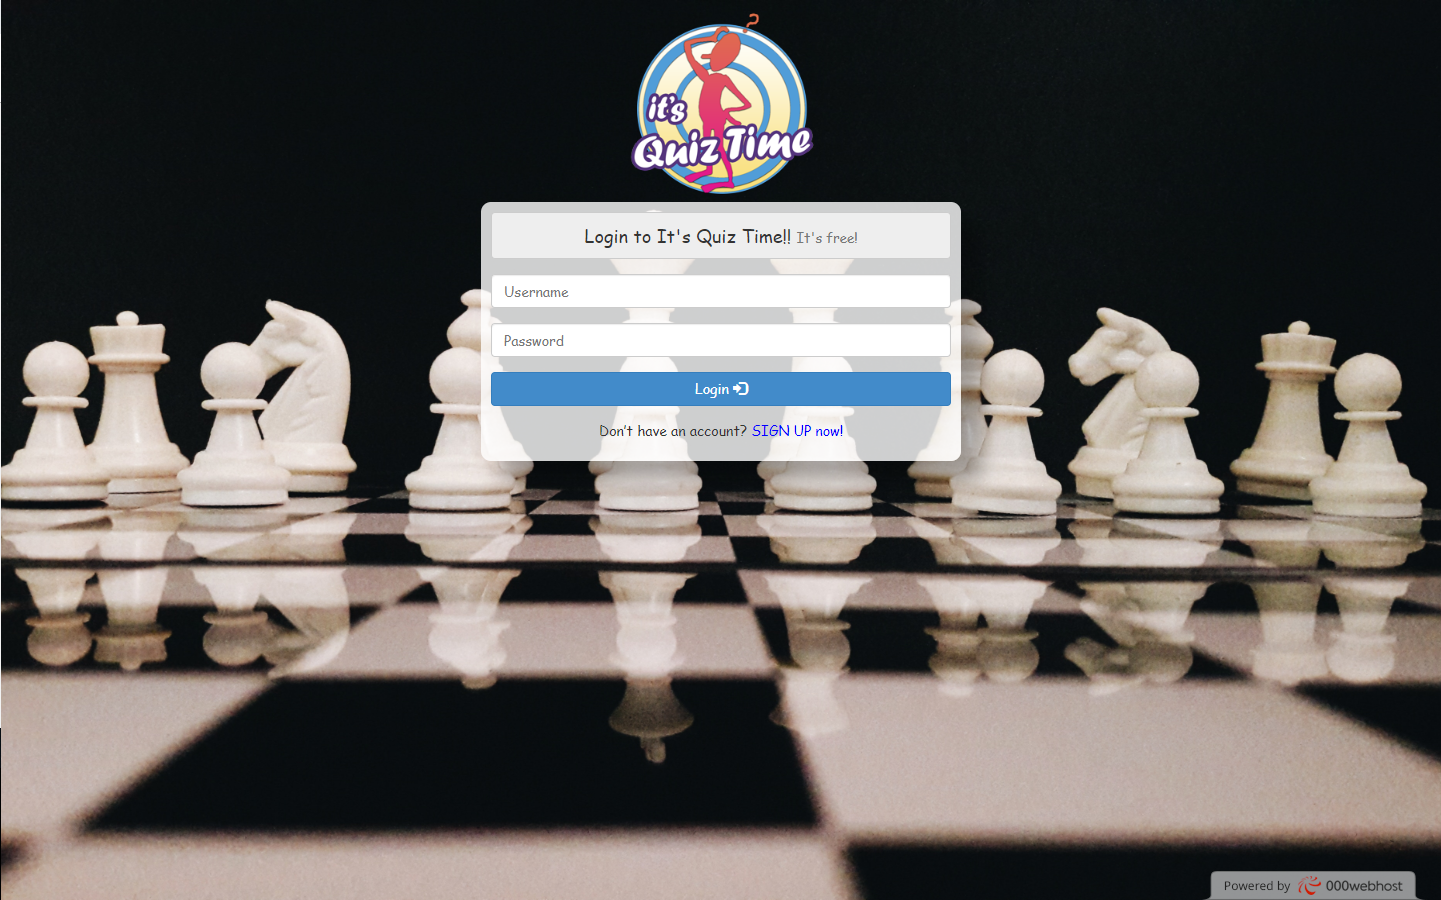 ?
it's
Quiz Time
Login to It's Quiz Time!! It's free!
Username
Password
Login
Don't have an account? SIGN UP now!
Powered by 000webhost